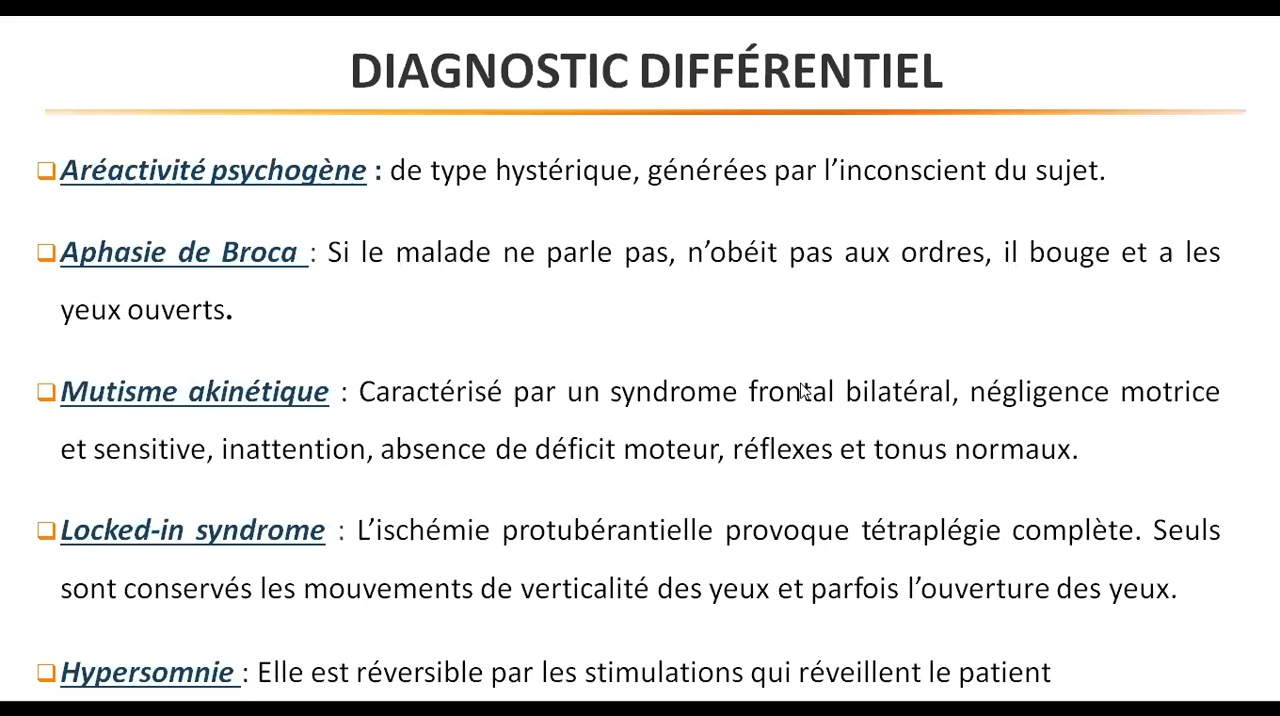 DIAGNOSTIC DIFFÉRENTIEL
Aréactivité psychogène : de type hystérique, générées par l'inconscient du sujet.
Aphasie de Broca : Si le malade ne parle pas, n'obéit pas aux ordres, il bouge et a les
yeux ouverts.
Mutisme akinétique : Caractérisé par un syndrome frontal bilatéral, négligence motrice
et sensitive, inattention, absence de déficit moteur, réflexes et tonus normaux.
Locked-in syndrome : L'ischémie protubérantielle provoque tétraplégie complète. Seuls
sont conservés les mouvements de verticalité des yeux et parfois l'ouverture des yeux.
Hypersomnie : Elle est réversible par les stimulations qui réveillent le patient